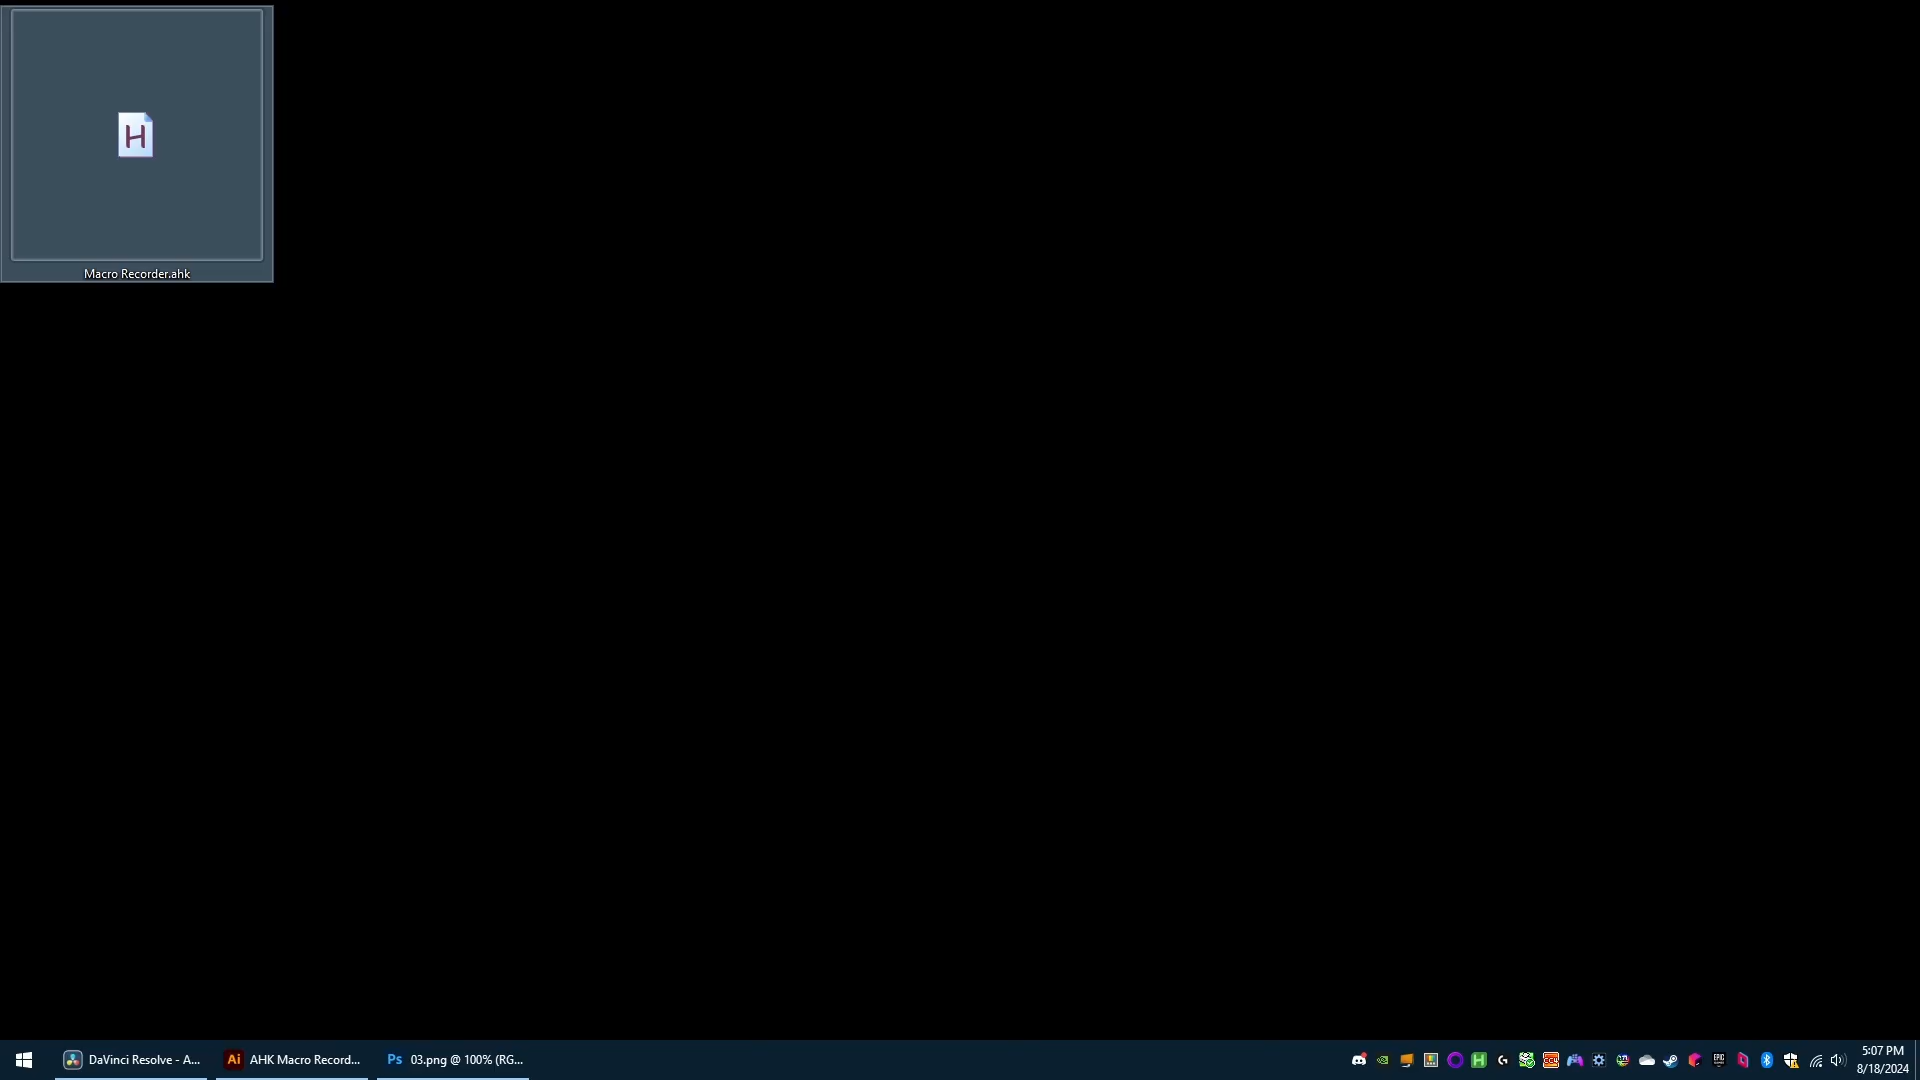 H
Macro Recorder.ahk
DaVinci Resolve - A...
Ai
AHK Macro Record...
Ps
03.png @ 100% (RG...
H
G
EPIC
5:07 PM
8/18/2024